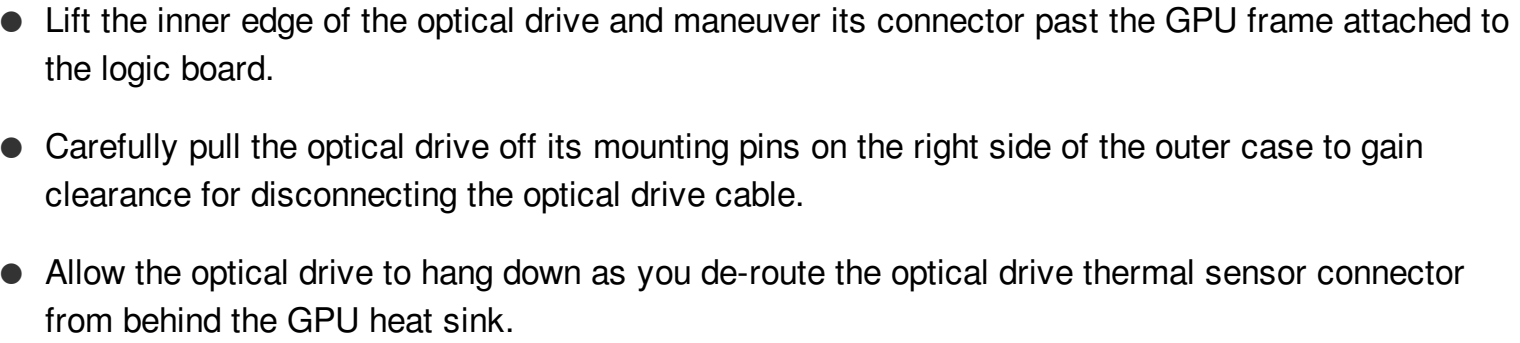 ● Lift the inner edge of the optical drive and maneuver its connector past the GPU frame attached to
the logic board.
● Carefully pull the optical drive off its mounting pins on the right side of the outer case to gain
clearance for disconnecting the optical drive cable.
● Allow the optical drive to hang down as you de-route the optical drive thermal sensor connector
from behind the GPU heat sink.